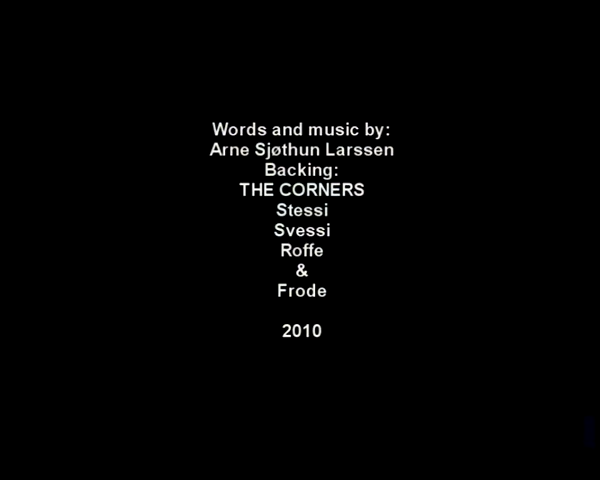 Words and music by:
Arne Sjøthun Larssen
Backing:
THE CORNERS
Stessi
Svessi
Roffe
&
Frode
2010